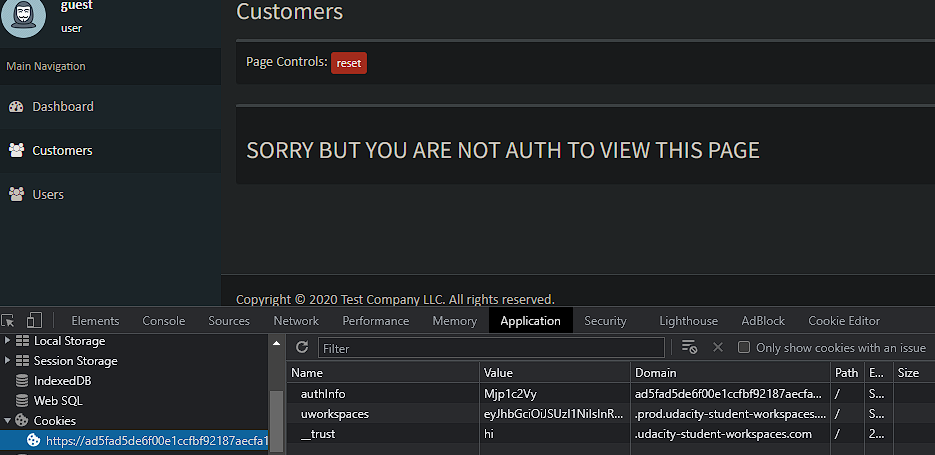 guest
user
Main Navigation
Dashboard
Customers
Users
Customers
Page Controls: reset
SORRY BUT YOU ARE NOT AUTH TO VIEW THIS PAGE
Copyright © 2020 Test Company LLC. All rights reserved.
Elements Console Sources Network Performance Memory Application Security Lighthouse AdBlock Cookie Editor
Local Storage
Session Storage
IndexedDB
Web SQL
Cookies
https://ad5fad5de6f00e1ccfbf92187aecfa1
Filter Only show cookies with an issue
Name Value Domain Path E... Size
authInfo Mjp1c2Vy ad5fad5de6f00e1ccfbf92187aecfa... / S...
uworkspaces eyJhbGciOiJSUzI1NiIsInR... .prod.udacity-student-workspaces.... / S...
__trust hi .udacity-student-workspaces.com / 2...